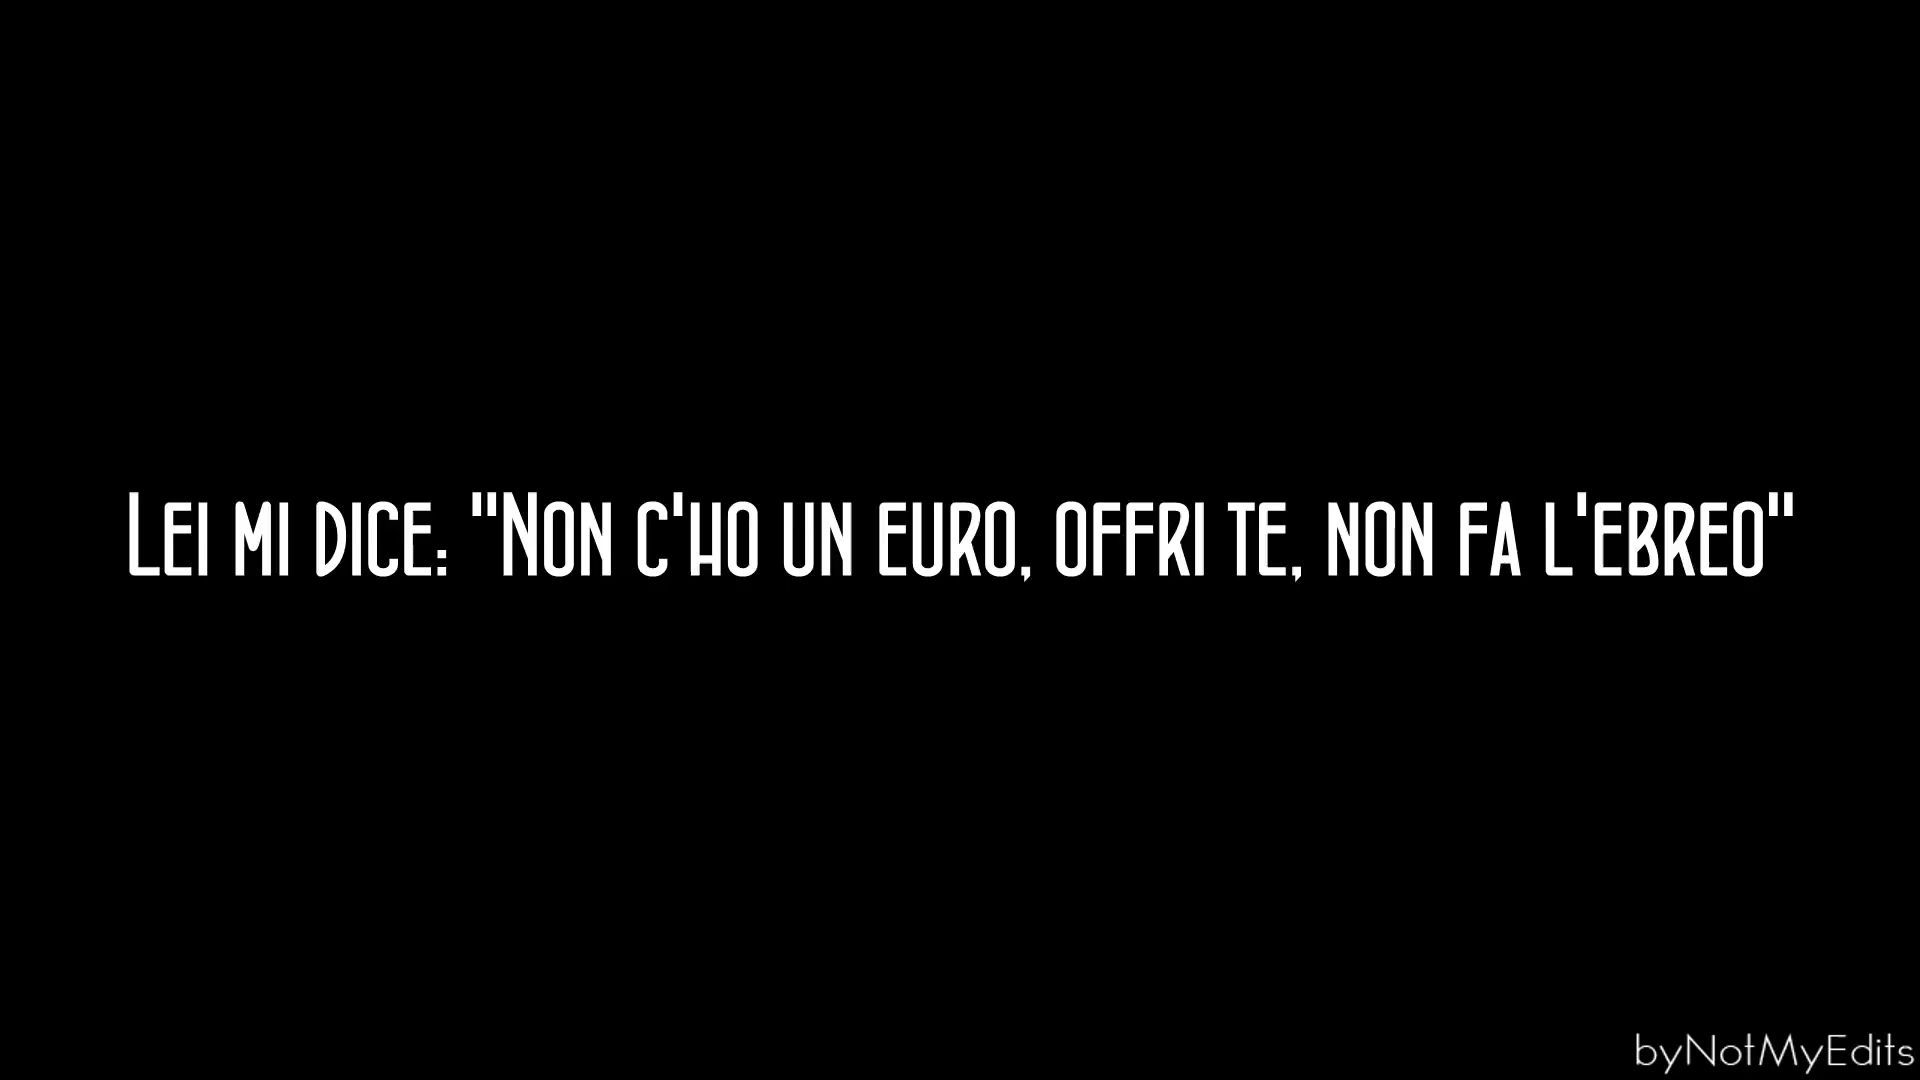 Lei mi dice: "Non c'ho un euro, offri te, non fa l'ebreo"
byNotMyEdits